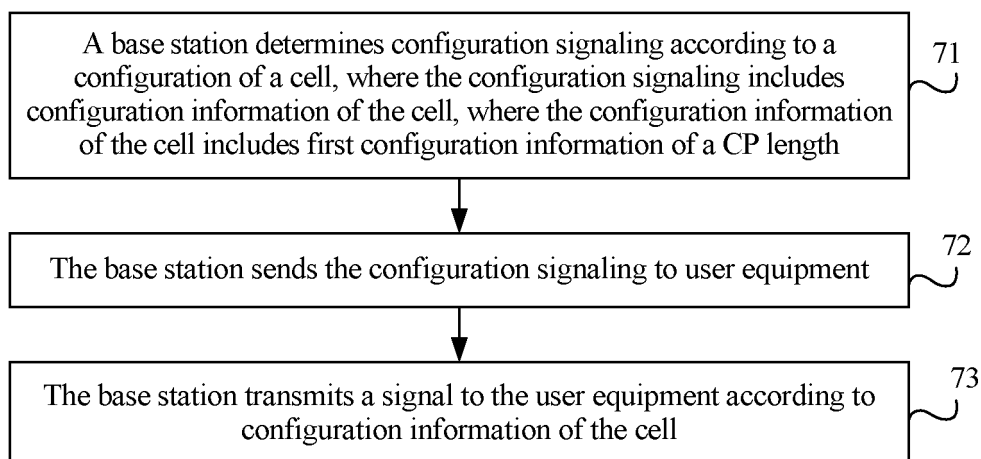 A base station determines configuration signaling according to a
configuration of a cell, where the configuration signaling includes
configuration information of the cell, where the configuration information
of the cell includes first configuration information of a CP length
71
The base station sends the configuration signaling to user equipment
72
The base station transmits a signal to the user equipment according to
configuration information of the cell
73